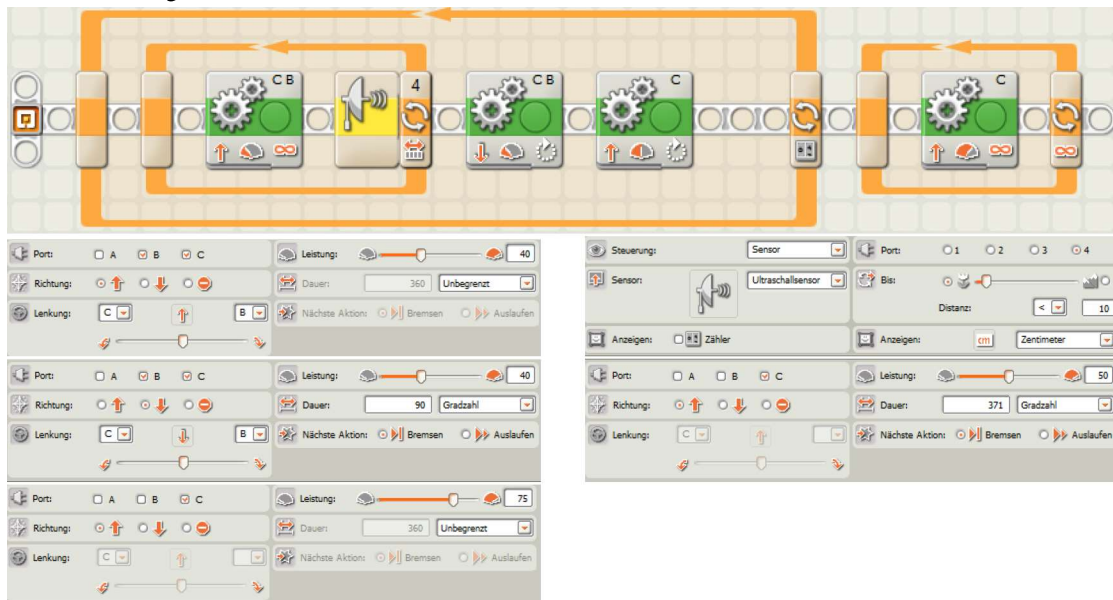 C B
4
C B
C
C
Port: A B C Leistung: 40
Richtung: Dauer: 360 Unbegrenzt
Lenkung: C B Nächste Aktion: Bremsen Auslaufen
Steuerung: Sensor Port: 1 2 3 4
Sensor: Ultraschallsensor Bis:
Distanz: < 10
Anzeigen: Zähler Anzeigen: cm Zentimeter
Port: A B C Leistung: 40
Richtung: Dauer: 90 Gradzahl
Lenkung: C B Nächste Aktion: Bremsen Auslaufen
Port: A B C Leistung: 50
Richtung: Dauer: 371 Gradzahl
Lenkung: C Nächste Aktion: Bremsen Auslaufen
Port: A B C Leistung: 75
Richtung: Dauer: 360 Unbegrenzt
Lenkung: C Nächste Aktion: Bremsen Auslaufen